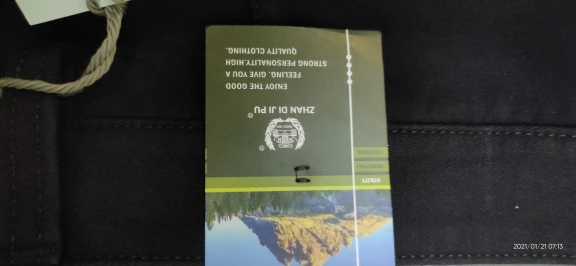 UTILITY
®
ZHAN DI JI PU®
ENJOY THE GOOD
FEELING. GIVE YOU A
STRONG PERSONALITY.HIGH
QUALITY CLOTHING.
2021/01/21 07:13